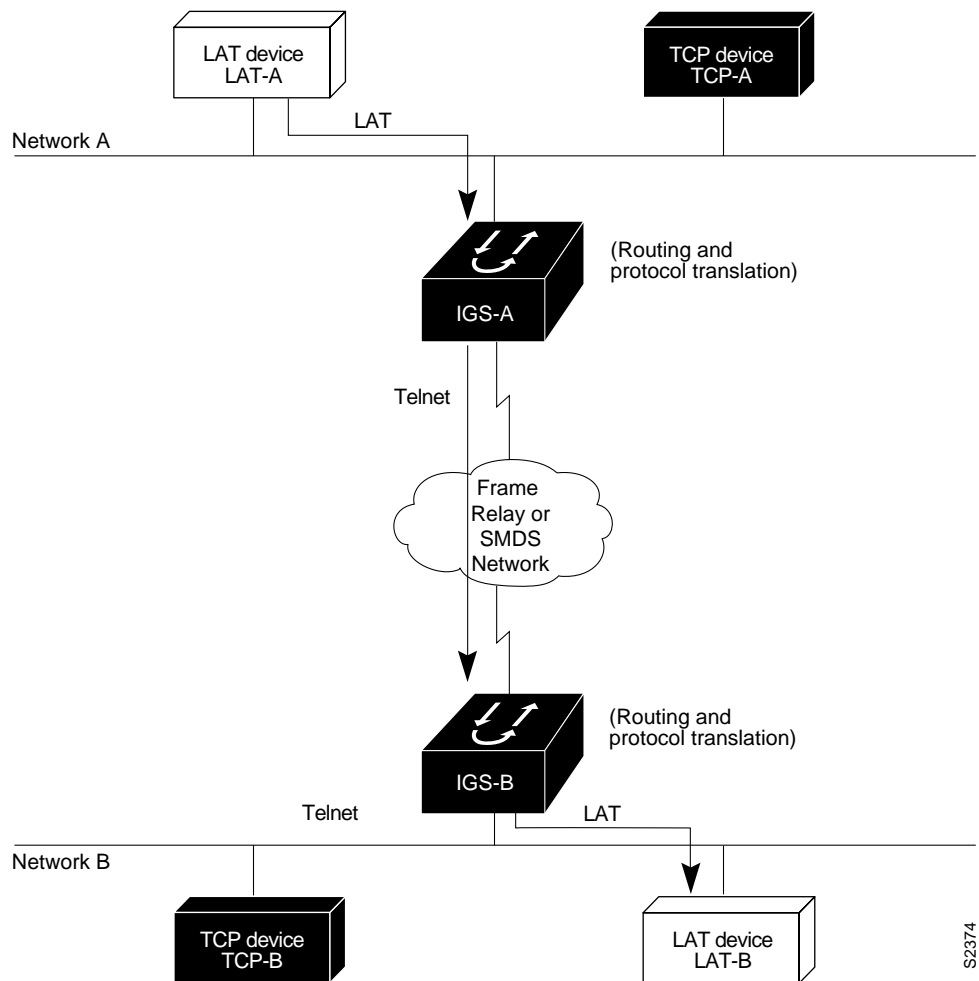 LAT device
LAT-A
TCP device
TCP-A
LAT
Network A
(Routing and
protocol translation)
IGS-A
Telnet
Frame
Relay or
SMDS
Network
(Routing and
protocol translation)
IGS-B
Telnet
LAT
Network B
TCP device
TCP-B
LAT device
LAT-B
S2374